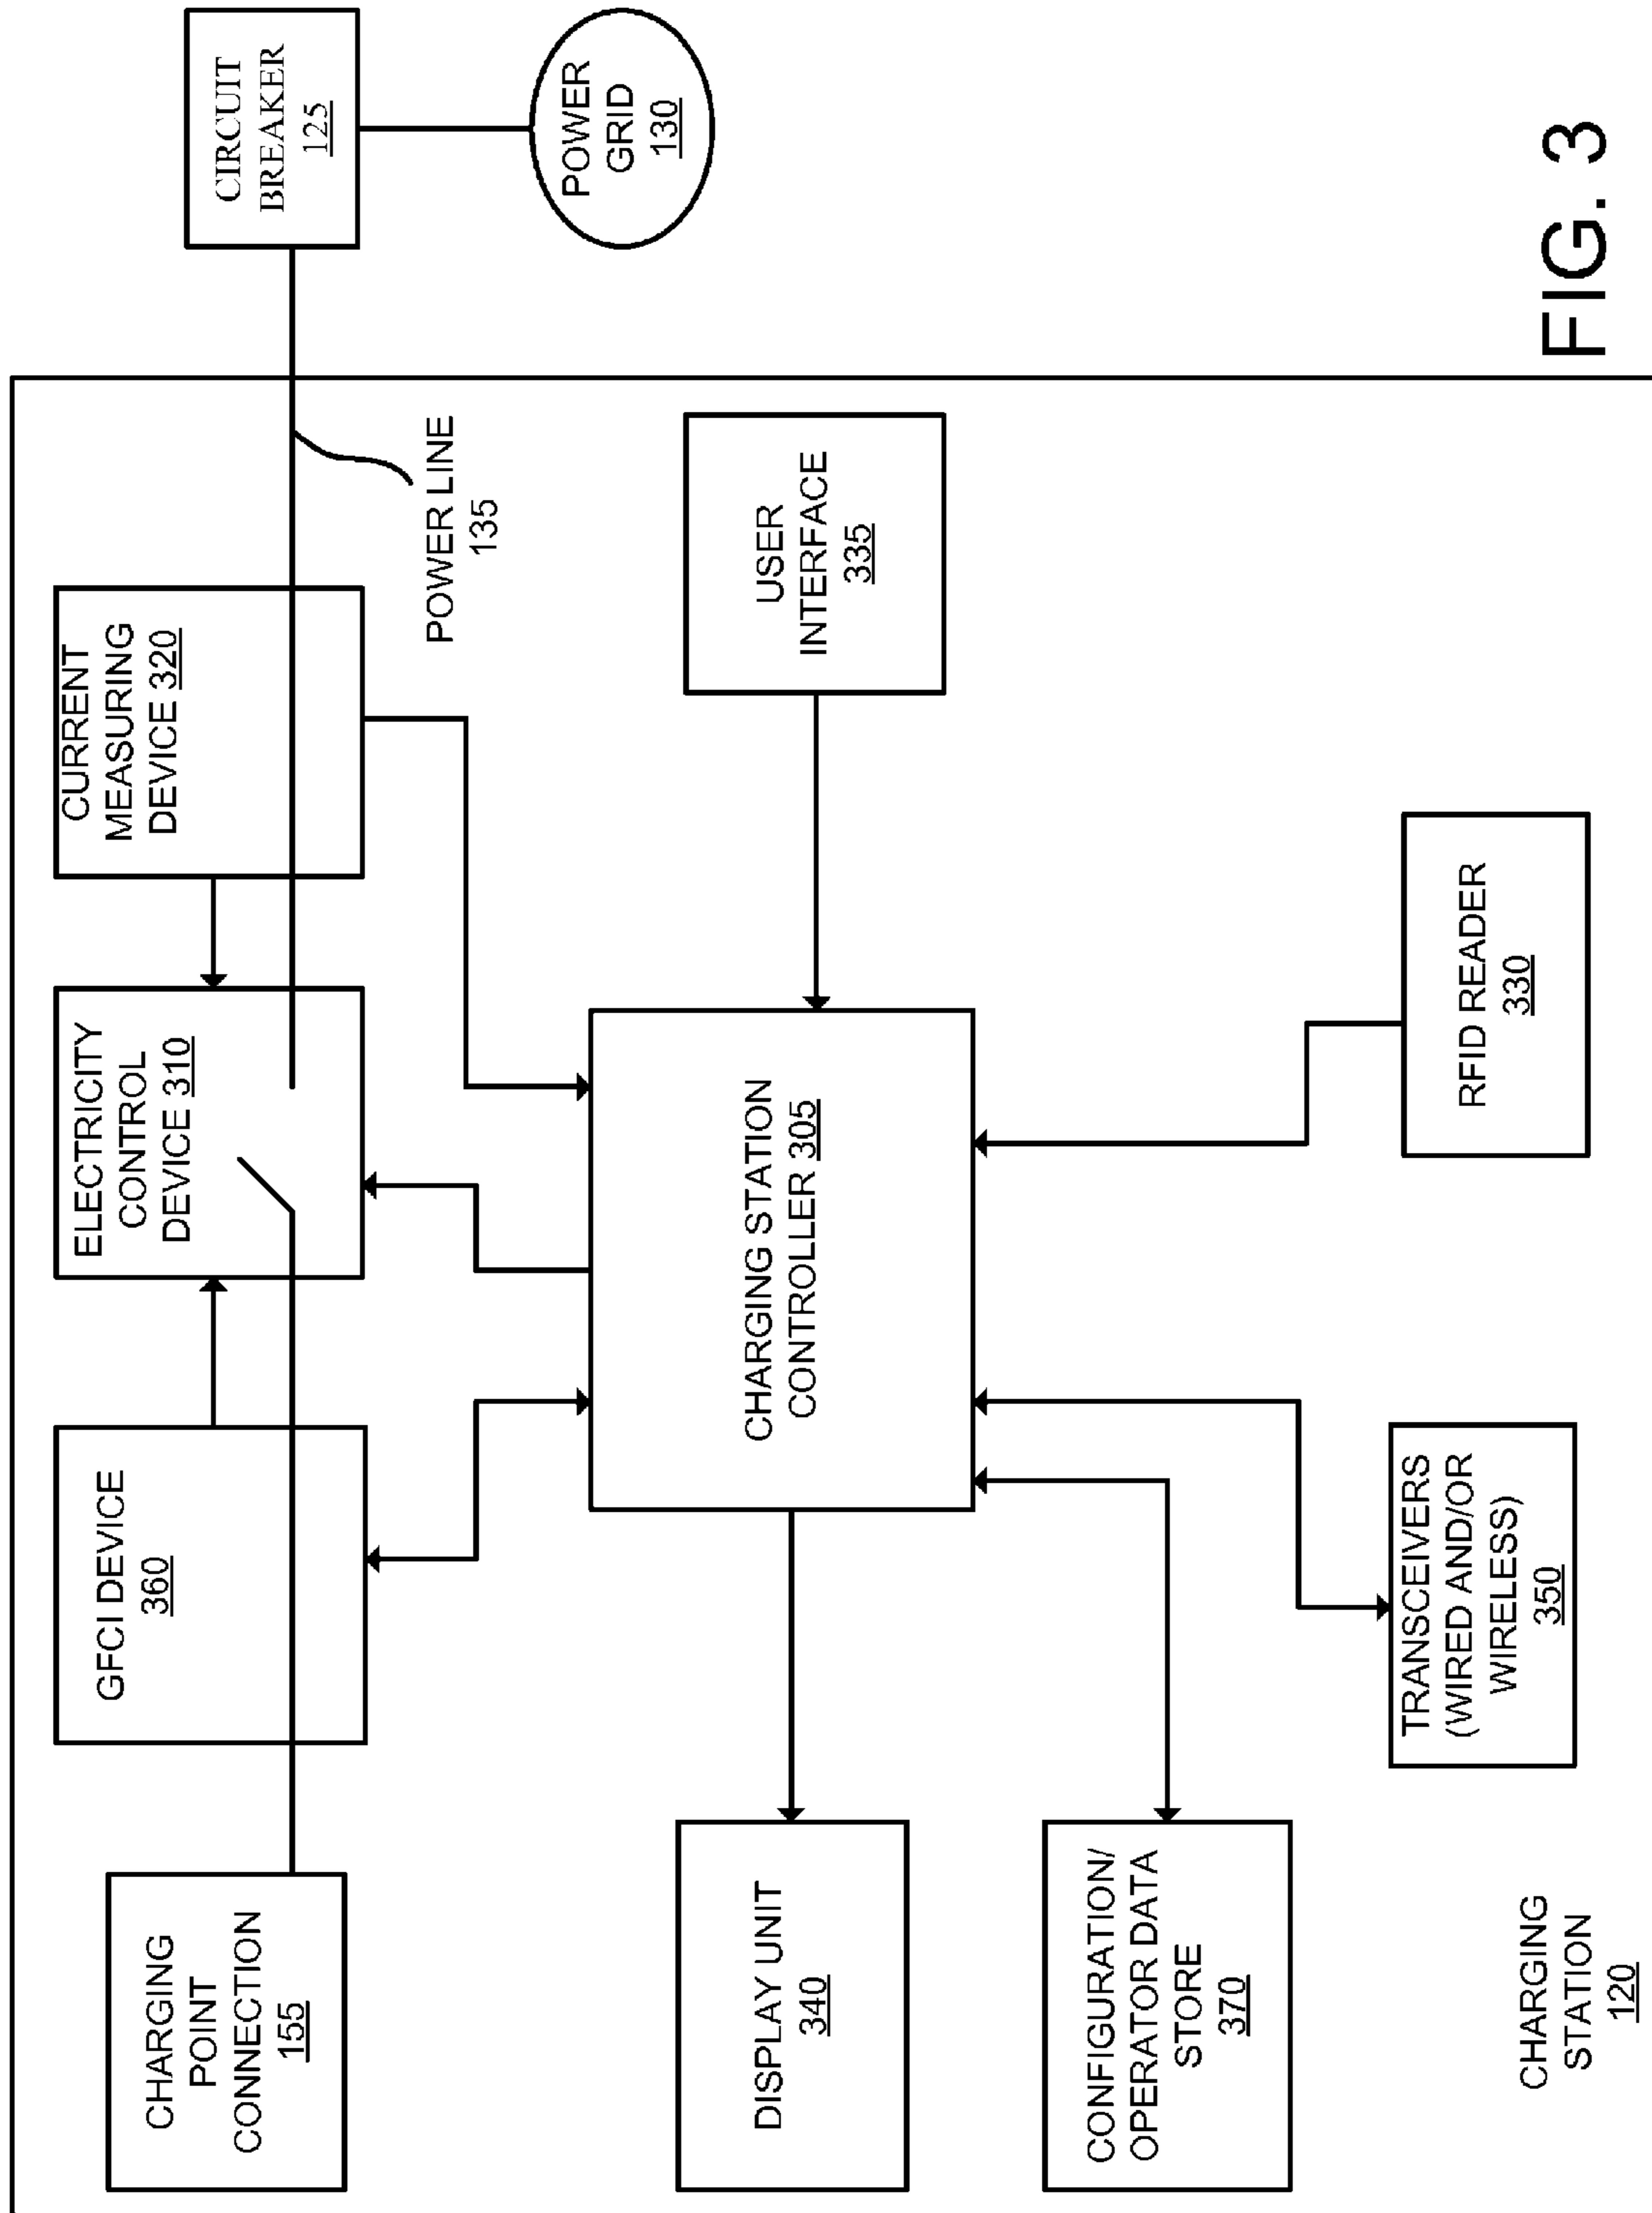 CHARGING
POINT
CONNECTION
155
GFCI DEVICE
360
ELECTRICITY
CONTROL
DEVICE 310
CURRENT
MEASURING
DEVICE 320
CIRCUIT
BREAKER
125
POWER LINE
135
POWER
GRID
130
DISPLAY UNIT
340
CHARGING STATION
CONTROLLER 305
USER
INTERFACE
335
CONFIGURATION/
OPERATOR DATA
STORE
370
TRANSCEIVERS
(WIRED AND/OR
WIRELESS)
350
RFID READER
330
CHARGING
STATION
120
FIG. 3